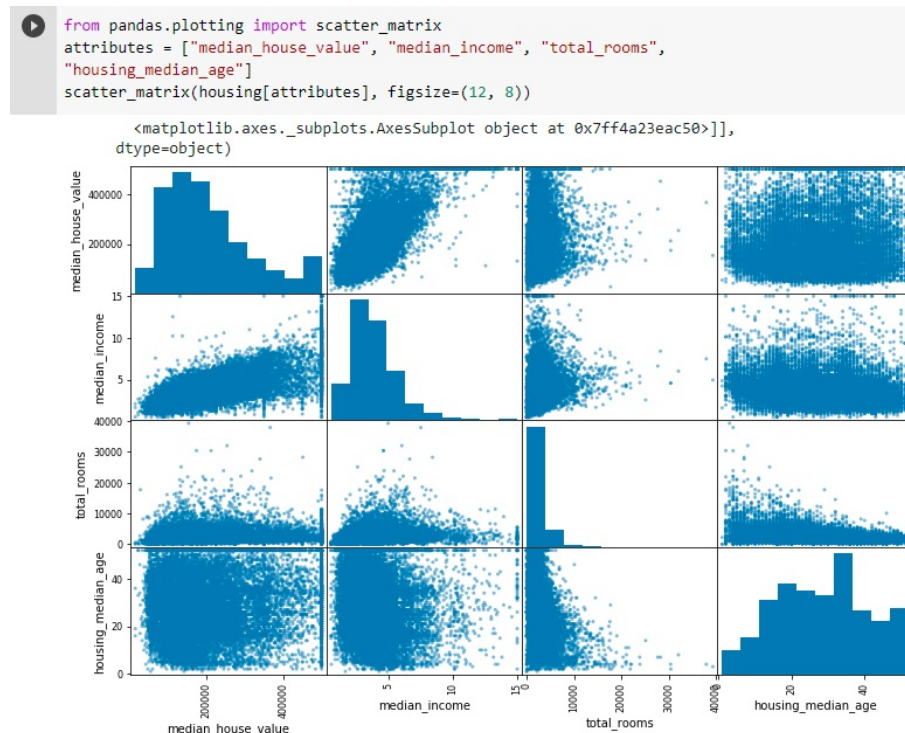 from pandas.plotting import scatter_matrix
attributes = ["median_house_value", "median_income", "total_rooms",
"housing_median_age"]
scatter_matrix(housing[attributes], figsize=(12, 8))
<matplotlib.axes._subplots.AxesSubplot object at 0x7ff4a23eac50>]],
dtype=object)
median_house_value
400000
200000
median_income
15
10
5
total_rooms
40000
30000
20000
10000
0
housing_median_age
40
20
0
200000
400000
median_house_value
5
10
15
median_income
0
10000
20000
30000
40000
total_rooms
20
40
housing_median_age